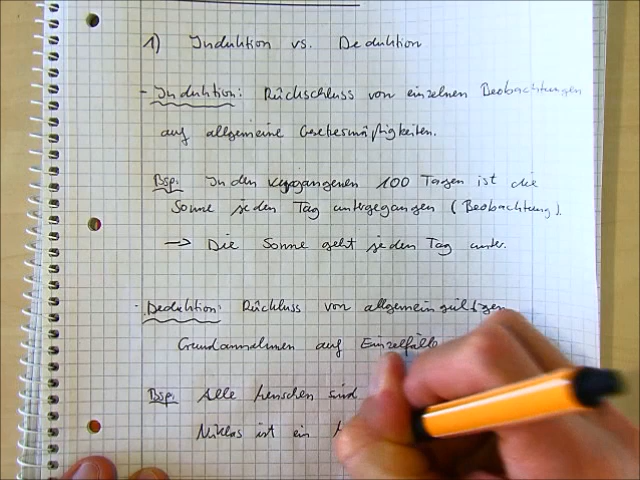 1) Induktion vs. Deduktion
- Induktion: Rückschluss von einzelnen Beobachtungen
auf allgemeine Gesetzmäßigkeiten.
Bsp. In den vergangenen 100 Tagen ist die
Sonne jeden Tag untergegangen (Beobachtung).
→ Die Sonne geht jeden Tag unter.
- Deduktion: Rückluss von allgemeingültigen
Grundannahmen auf Einzelfälle
Bsp. Alle Menschen sind
Niklas ist ein